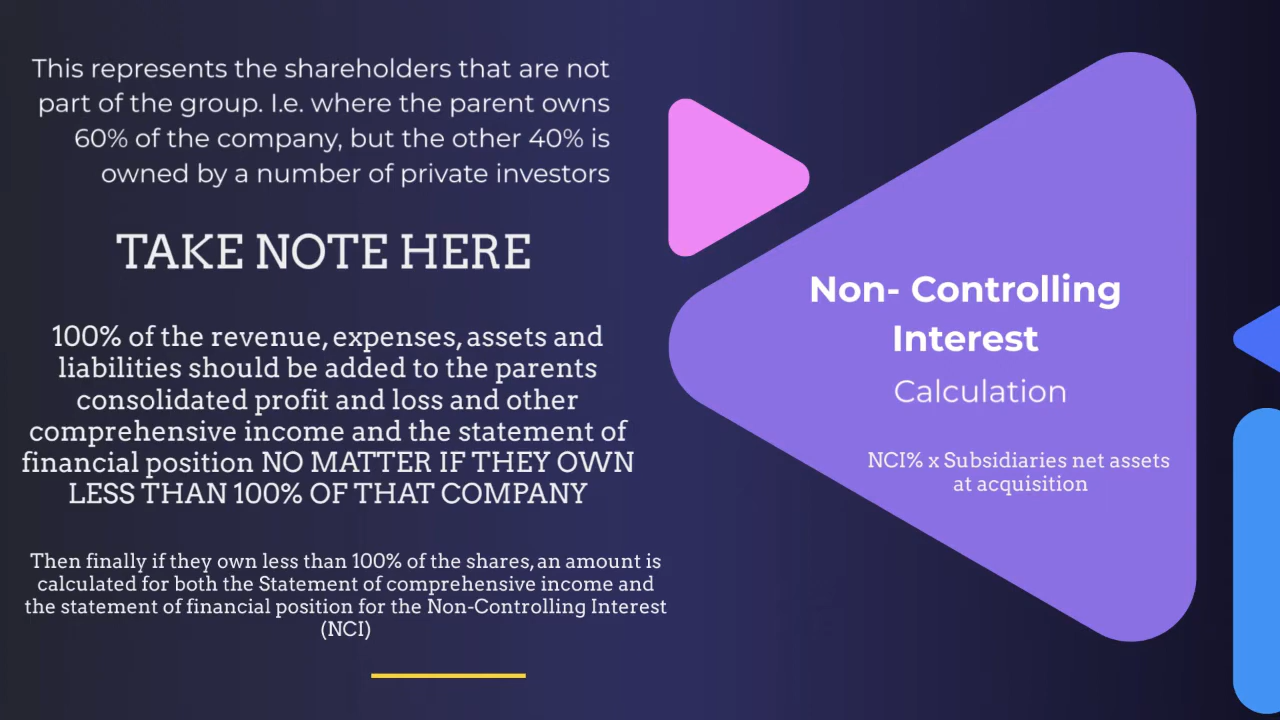 This represents the shareholders that are not
part of the group. I.e. where the parent owns
60% of the company, but the other 40% is
owned by a number of private investors
TAKE NOTE HERE
100% of the revenue, expenses, assets and
liabilities should be added to the parents
consolidated profit and loss and other
comprehensive income and the statement of
financial position NO MATTER IF THEY OWN
LESS THAN 100% OF THAT COMPANY
Then finally if they own less than 100% of the shares, an amount is
calculated for both the Statement of comprehensive income and
the statement of financial position for the Non-Controlling Interest
(NCI)
Non- Controlling
Interest
Calculation
NCI% x Subsidiaries net assets
at acquisition